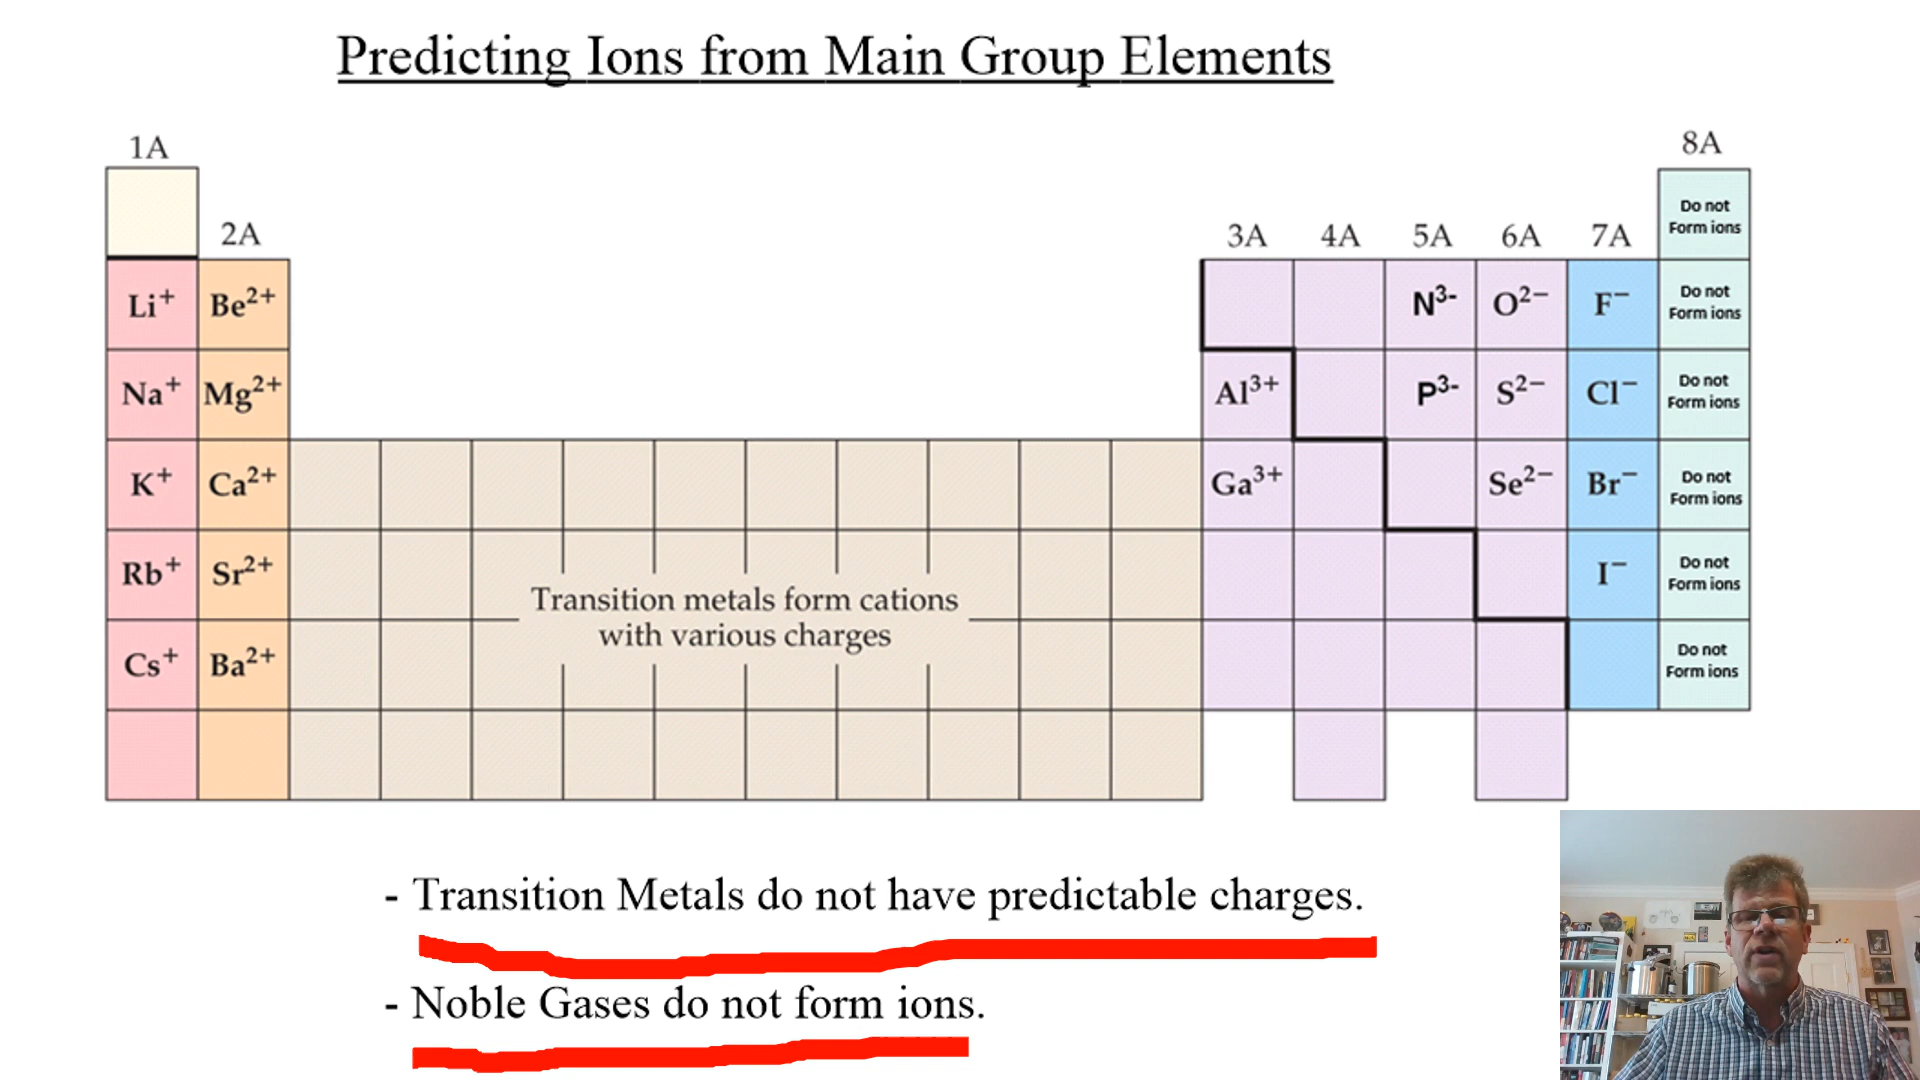 Predicting Ions from Main Group Elements
1A
8A
Do not
Form ions
2A
3A 4A 5A 6A 7A
Li⁺ Be²⁺ N³⁻ O²⁻ F⁻
Do not
Form ions
Na⁺ Mg²⁺ Al³⁺ P³⁻ S²⁻ Cl⁻
Do not
Form ions
K⁺ Ca²⁺ Ga³⁺ Se²⁻ Br⁻
Do not
Form ions
Rb⁺ Sr²⁺ I⁻
Do not
Form ions
Transition metals form cations
with various charges
Cs⁺ Ba²⁺
Do not
Form ions
- Transition Metals do not have predictable charges.
- Noble Gases do not form ions.